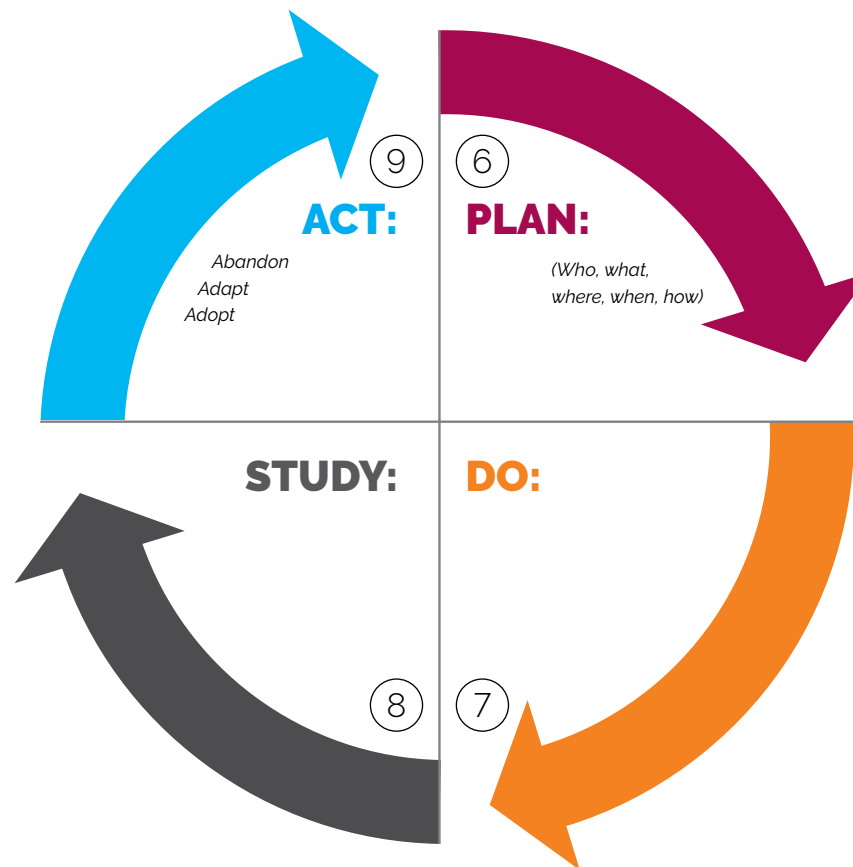 9
ACT:
Abandon
Adapt
Adopt
6
PLAN:
(Who, what,
where, when, how)
STUDY:
8
DO:
7